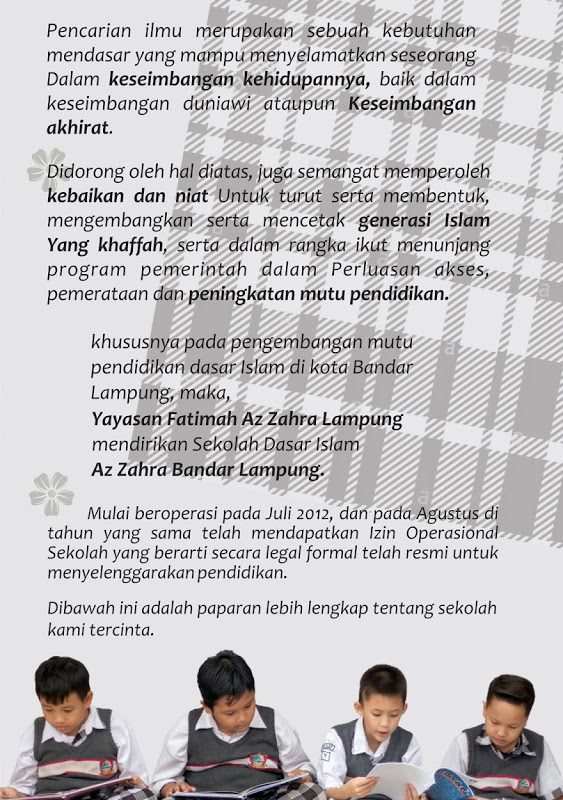 Pencarian ilmu merupakan sebuah kebutuhan
mendasar yang mampu menyelamatkan seseorang
Dalam keseimbangan kehidupannya, baik dalam
keseimbangan duniawi ataupun Keseimbangan
akhirat.
Didorong oleh hal diatas, juga semangat memperoleh
kebaikan dan niat Untuk turut serta membentuk,
mengembangkan serta mencetak generasi Islam
Yang khaffah, serta dalam rangka ikut menunjang
program pemerintah dalam Perluasan akses,
pemerataan dan peningkatan mutu pendidikan.
khususnya pada pengembangan mutu
pendidikan dasar Islam di kota Bandar
Lampung, maka,
Yayasan Fatimah Az Zahra Lampung
mendirikan Sekolah Dasar Islam
Az Zahra Bandar Lampung.
Mulai beroperasi pada Juli 2012, dan pada Agustus di
tahun yang sama telah mendapatkan Izin Operasional
Sekolah yang berarti secara legal formal telah resmi untuk
menyelenggarakan pendidikan.
Dibawah ini adalah paparan lebih lengkap tentang sekolah
kami tercinta.